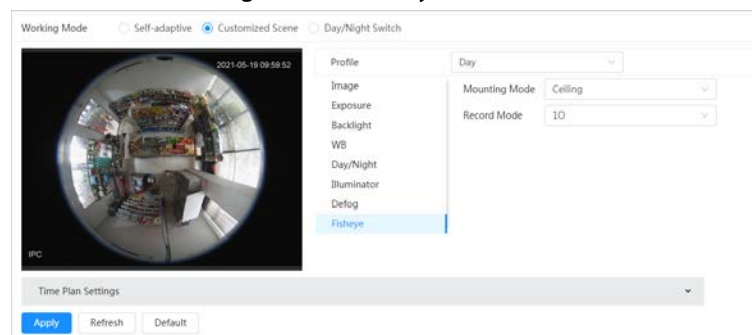 Working Mode Self-adaptive Customized Scene Day/Night Switch
2021-05-19 09:59:52
IPC
Profile Day
Image
Exposure
Backlight
WB
Day/Night
Illuminator
Defog
Fisheye
Mounting Mode Ceiling
Record Mode 1O
Time Plan Settings
Apply Refresh Default